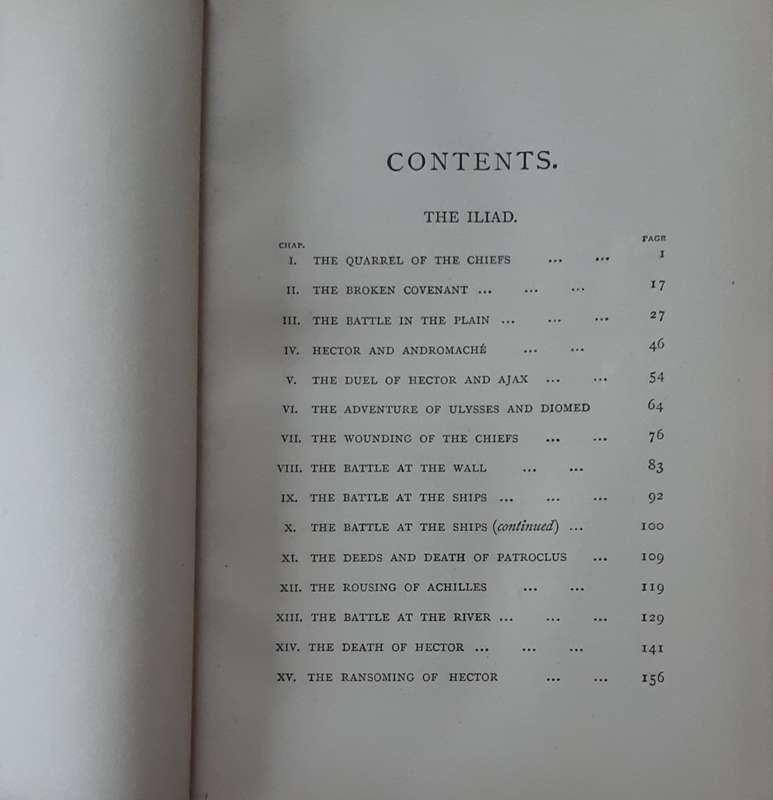 CONTENTS.
THE ILIAD.
CHAP. PAGE
I. THE QUARREL OF THE CHIEFS ... ... 1
II. THE BROKEN COVENANT ... ... ... 17
III. THE BATTLE IN THE PLAIN ... ... ... 27
IV. HECTOR AND ANDROMACHÉ ... ... 46
V. THE DUEL OF HECTOR AND AJAX ... ... 54
VI. THE ADVENTURE OF ULYSSES AND DIOMED 64
VII. THE WOUNDING OF THE CHIEFS ... ... 76
VIII. THE BATTLE AT THE WALL ... ... 83
IX. THE BATTLE AT THE SHIPS ... ... ... 92
X. THE BATTLE AT THE SHIPS (continued) ... 100
XI. THE DEEDS AND DEATH OF PATROCLUS ... 109
XII. THE ROUSING OF ACHILLES ... ... 119
XIII. THE BATTLE AT THE RIVER ... ... ... 129
XIV. THE DEATH OF HECTOR ... ... ... 141
XV. THE RANSOMING OF HECTOR ... ... 156